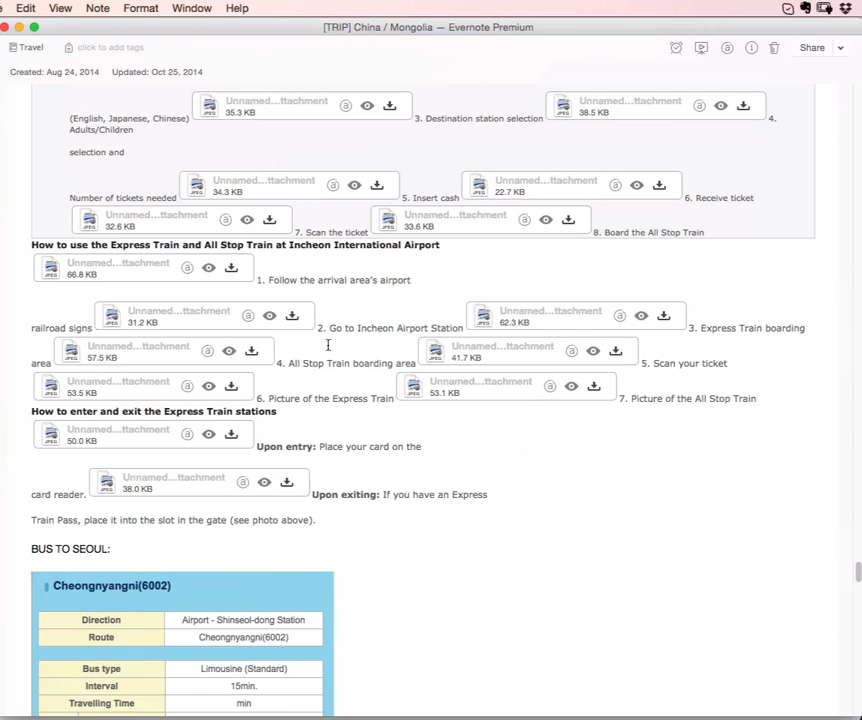 Edit View Note Format Window Help
[TRIP] China / Mongolia — Evernote Premium
Travel click to add tags Share
Created: Aug 24, 2014 Updated: Oct 25, 2014
Unnamed...ttachment Unnamed...ttachment
35.3 KB 38.5 KB
(English, Japanese, Chinese) 3. Destination station selection 4.
Adults/Children
selection and
Unnamed...ttachment Unnamed...ttachment
34.3 KB 22.7 KB
Number of tickets needed 5. Insert cash 6. Receive ticket
Unnamed...ttachment Unnamed...ttachment
32.6 KB 33.6 KB
7. Scan the ticket 8. Board the All Stop Train
How to use the Express Train and All Stop Train at Incheon International Airport
Unnamed...ttachment
66.8 KB
1. Follow the arrival area's airport
Unnamed...ttachment Unnamed...ttachment
31.2 KB 62.3 KB
railroad signs 2. Go to Incheon Airport Station 3. Express Train boarding
Unnamed...ttachment Unnamed...ttachment
57.5 KB 41.7 KB
area 4. All Stop Train boarding area 5. Scan your ticket
Unnamed...ttachment Unnamed...ttachment
53.5 KB 53.1 KB
6. Picture of the Express Train 7. Picture of the All Stop Train
How to enter and exit the Express Train stations
Unnamed...ttachment
50.0 KB
Upon entry: Place your card on the
Unnamed...ttachment
38.0 KB
card reader. Upon exiting: If you have an Express
Train Pass, place it into the slot in the gate (see photo above).
BUS TO SEOUL:
Cheongnyangni(6002)
Direction Airport - Shinseol-dong Station
Route Cheongnyangni(6002)
Bus type Limousine (Standard)
Interval 15min.
Travelling Time min